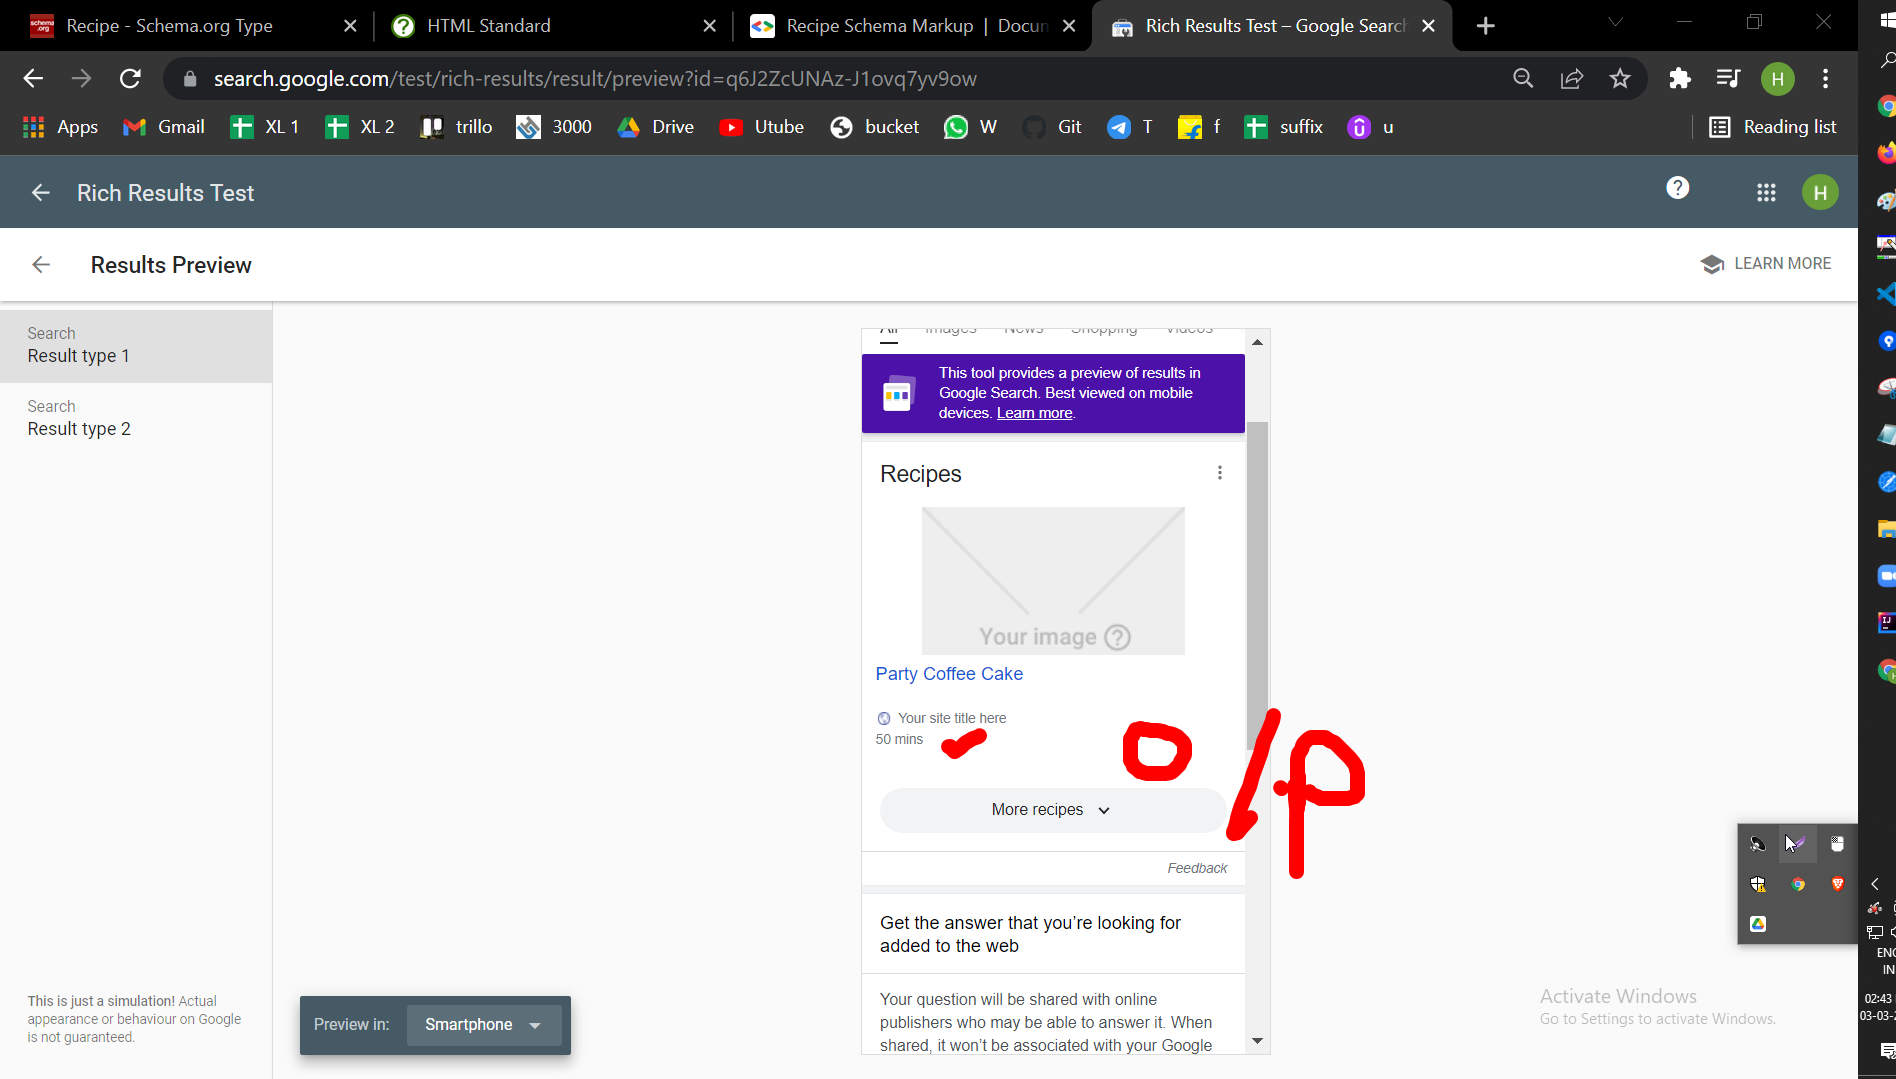 Recipe - Schema.org Type
HTML Standard
Recipe Schema Markup | Docun
Rich Results Test – Google Search
search.google.com/test/rich-results/result/preview?id=q6J2ZcUNAz-J1ovq7yv9ow
H
Apps
Gmail
XL 1
XL 2
trillo
3000
Drive
Utube
bucket
W
Git
T
f
suffix
u
Reading list
Rich Results Test
H
Results Preview
LEARN MORE
Search
Result type 1
Search
Result type 2
All Images News Shopping Videos
This tool provides a preview of results in
Google Search. Best viewed on mobile
devices. Learn more.
Recipes
Your image
Party Coffee Cake
Your site title here
50 mins
O/P
More recipes
Feedback
Get the answer that you’re looking for
added to the web
Your question will be shared with online
publishers who may be able to answer it. When
shared, it won’t be associated with your Google
This is just a simulation! Actual
appearance or behaviour on Google
is not guaranteed.
Preview in: Smartphone
Activate Windows
Go to Settings to activate Windows.
ENG
IN
02:43
03-03-2